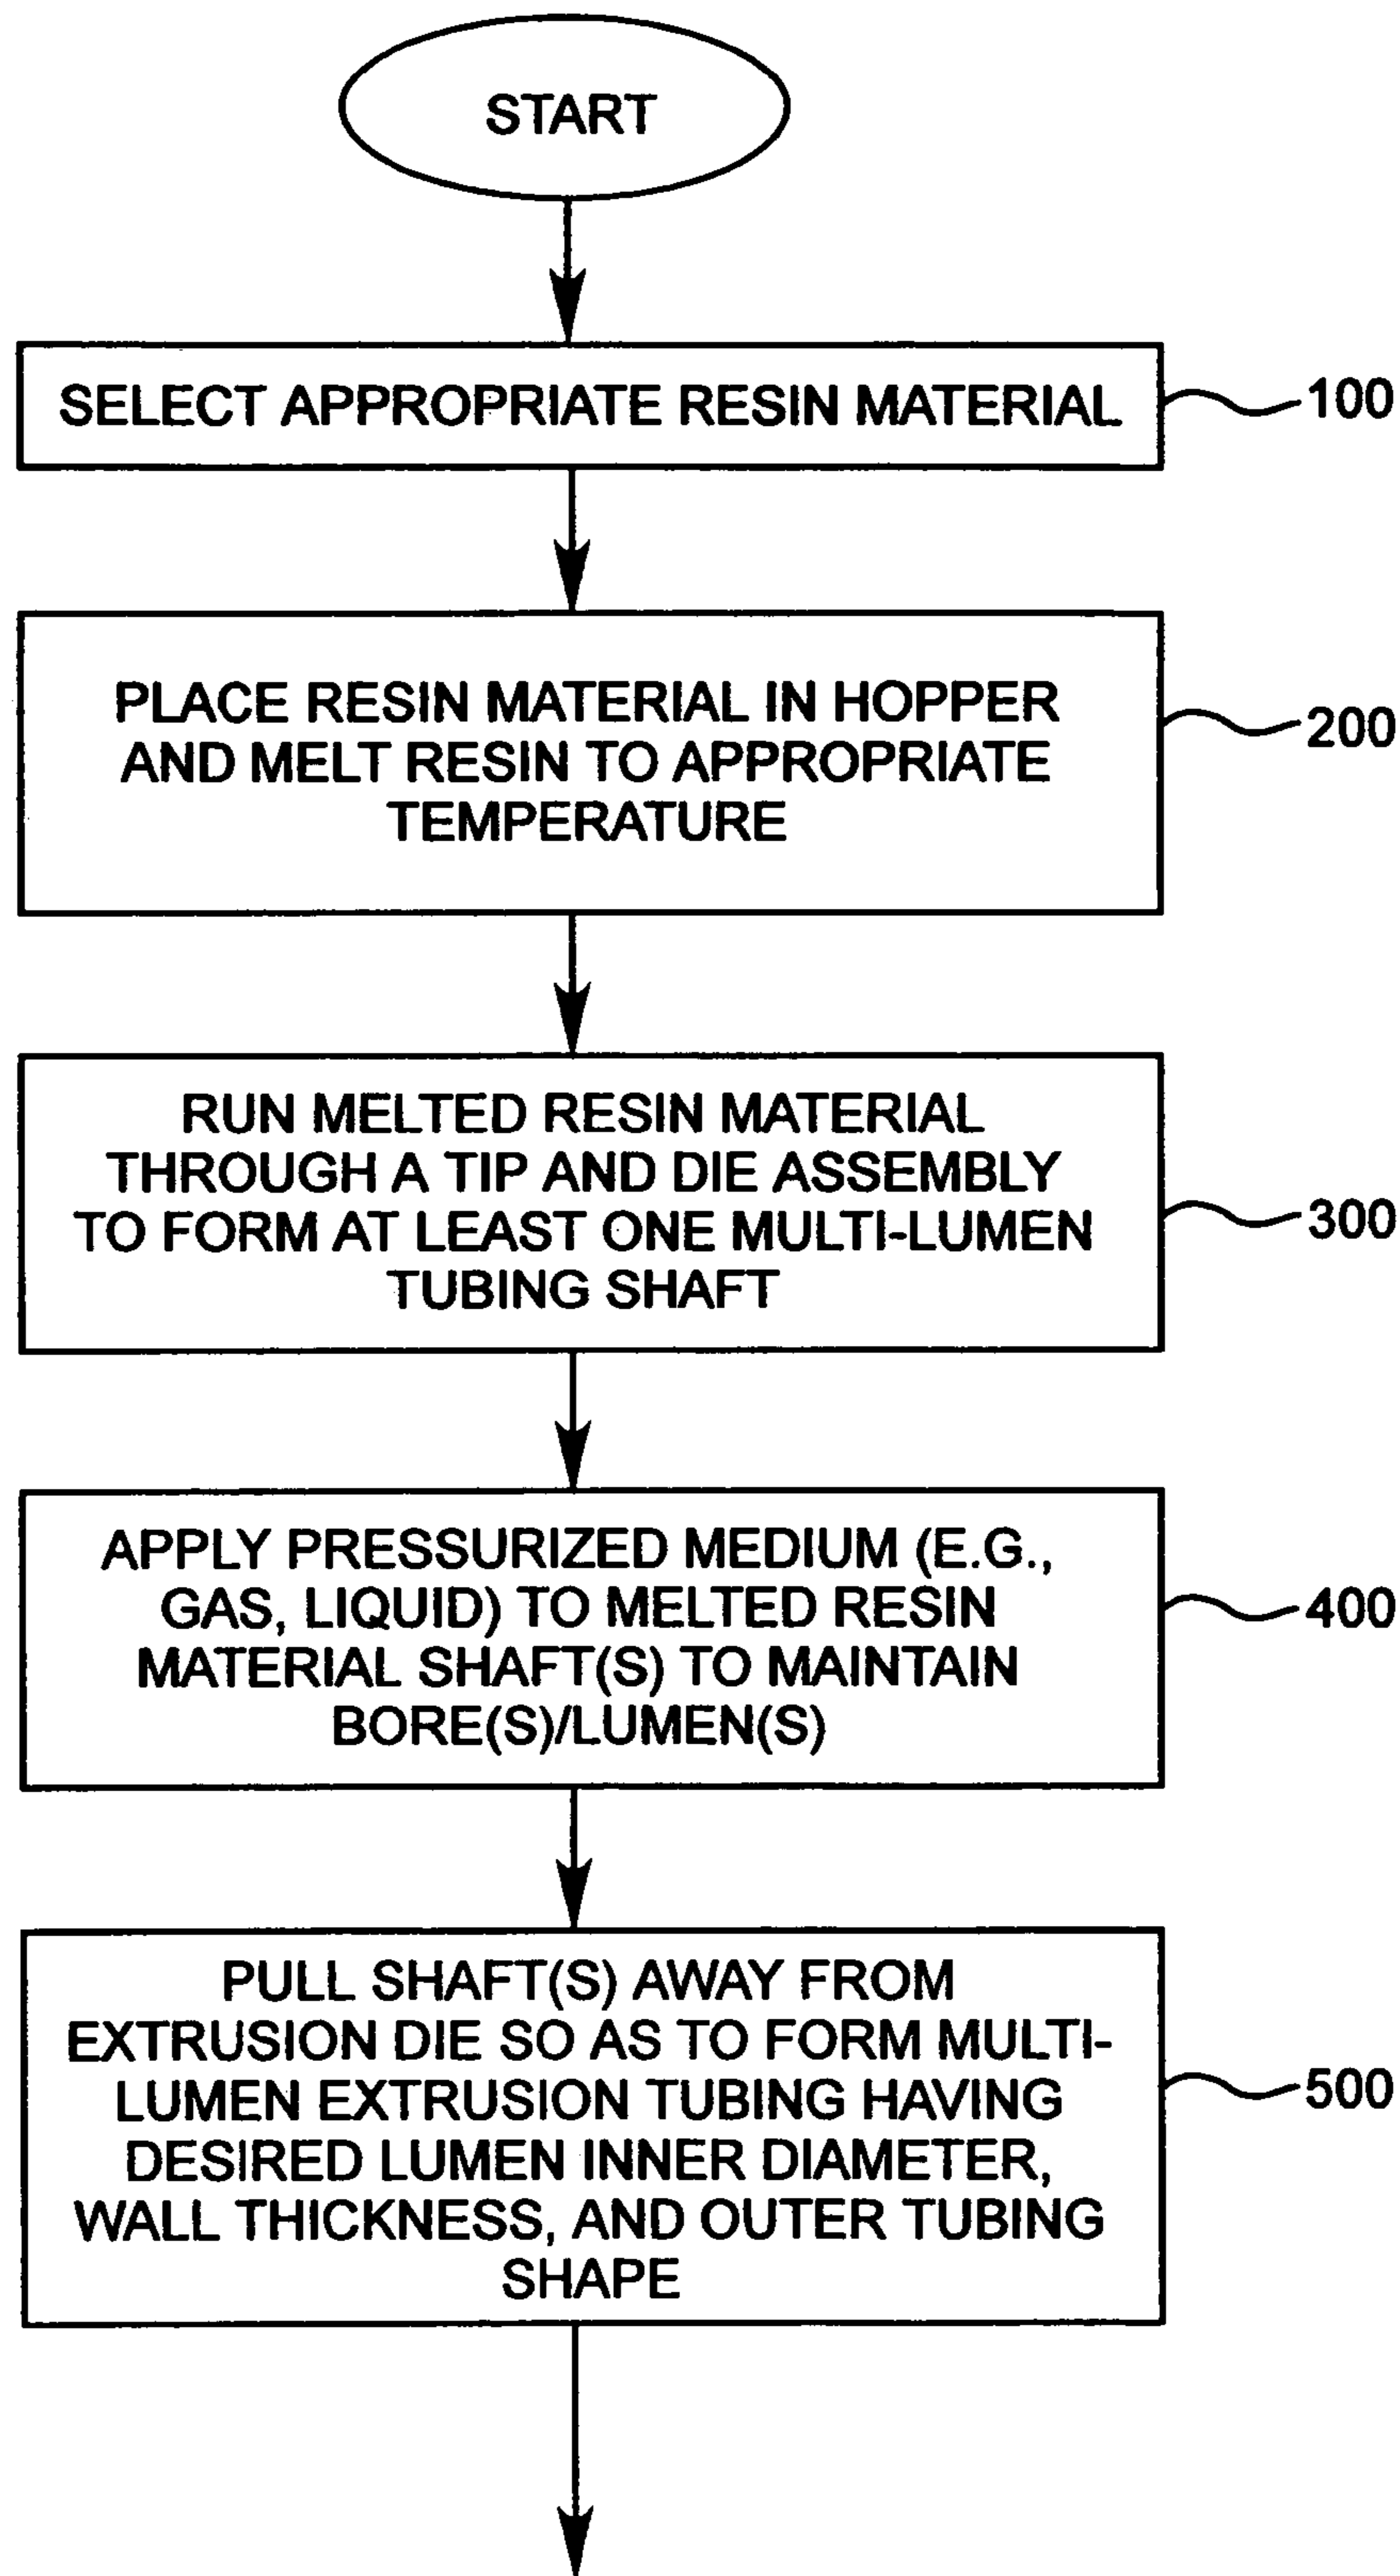 START
SELECT APPROPRIATE RESIN MATERIAL
100
PLACE RESIN MATERIAL IN HOPPER
AND MELT RESIN TO APPROPRIATE
TEMPERATURE
200
RUN MELTED RESIN MATERIAL
THROUGH A TIP AND DIE ASSEMBLY
TO FORM AT LEAST ONE MULTI-LUMEN
TUBING SHAFT
300
APPLY PRESSURIZED MEDIUM (E.G.,
GAS, LIQUID) TO MELTED RESIN
MATERIAL SHAFT(S) TO MAINTAIN
BORE(S)/LUMEN(S)
400
PULL SHAFT(S) AWAY FROM
EXTRUSION DIE SO AS TO FORM MULTI-
LUMEN EXTRUSION TUBING HAVING
DESIRED LUMEN INNER DIAMETER,
WALL THICKNESS, AND OUTER TUBING
SHAPE
500